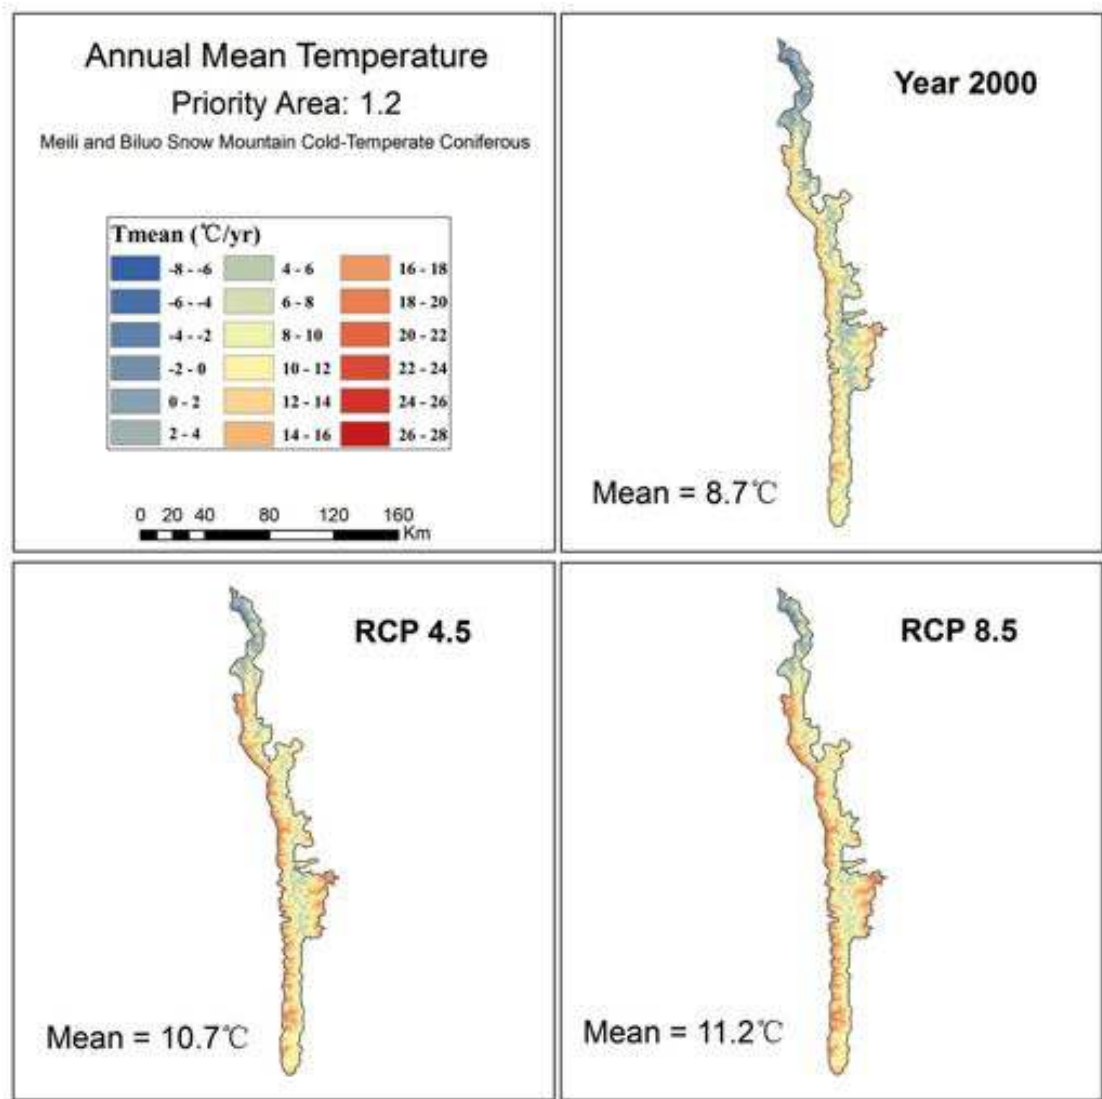 Annual Mean Temperature
Priority Area: 1.2
Meili and Biluo Snow Mountain Cold-Temperate Coniferous
Tmean (℃/yr)
-8 - -6
-6 - -4
-4 - -2
-2 - 0
0 - 2
2 - 4
4 - 6
6 - 8
8 - 10
10 - 12
12 - 14
14 - 16
16 - 18
18 - 20
20 - 22
22 - 24
24 - 26
26 - 28
0 20 40 80 120 160
Km
Year 2000
Mean = 8.7℃
RCP 4.5
Mean = 10.7℃
RCP 8.5
Mean = 11.2℃